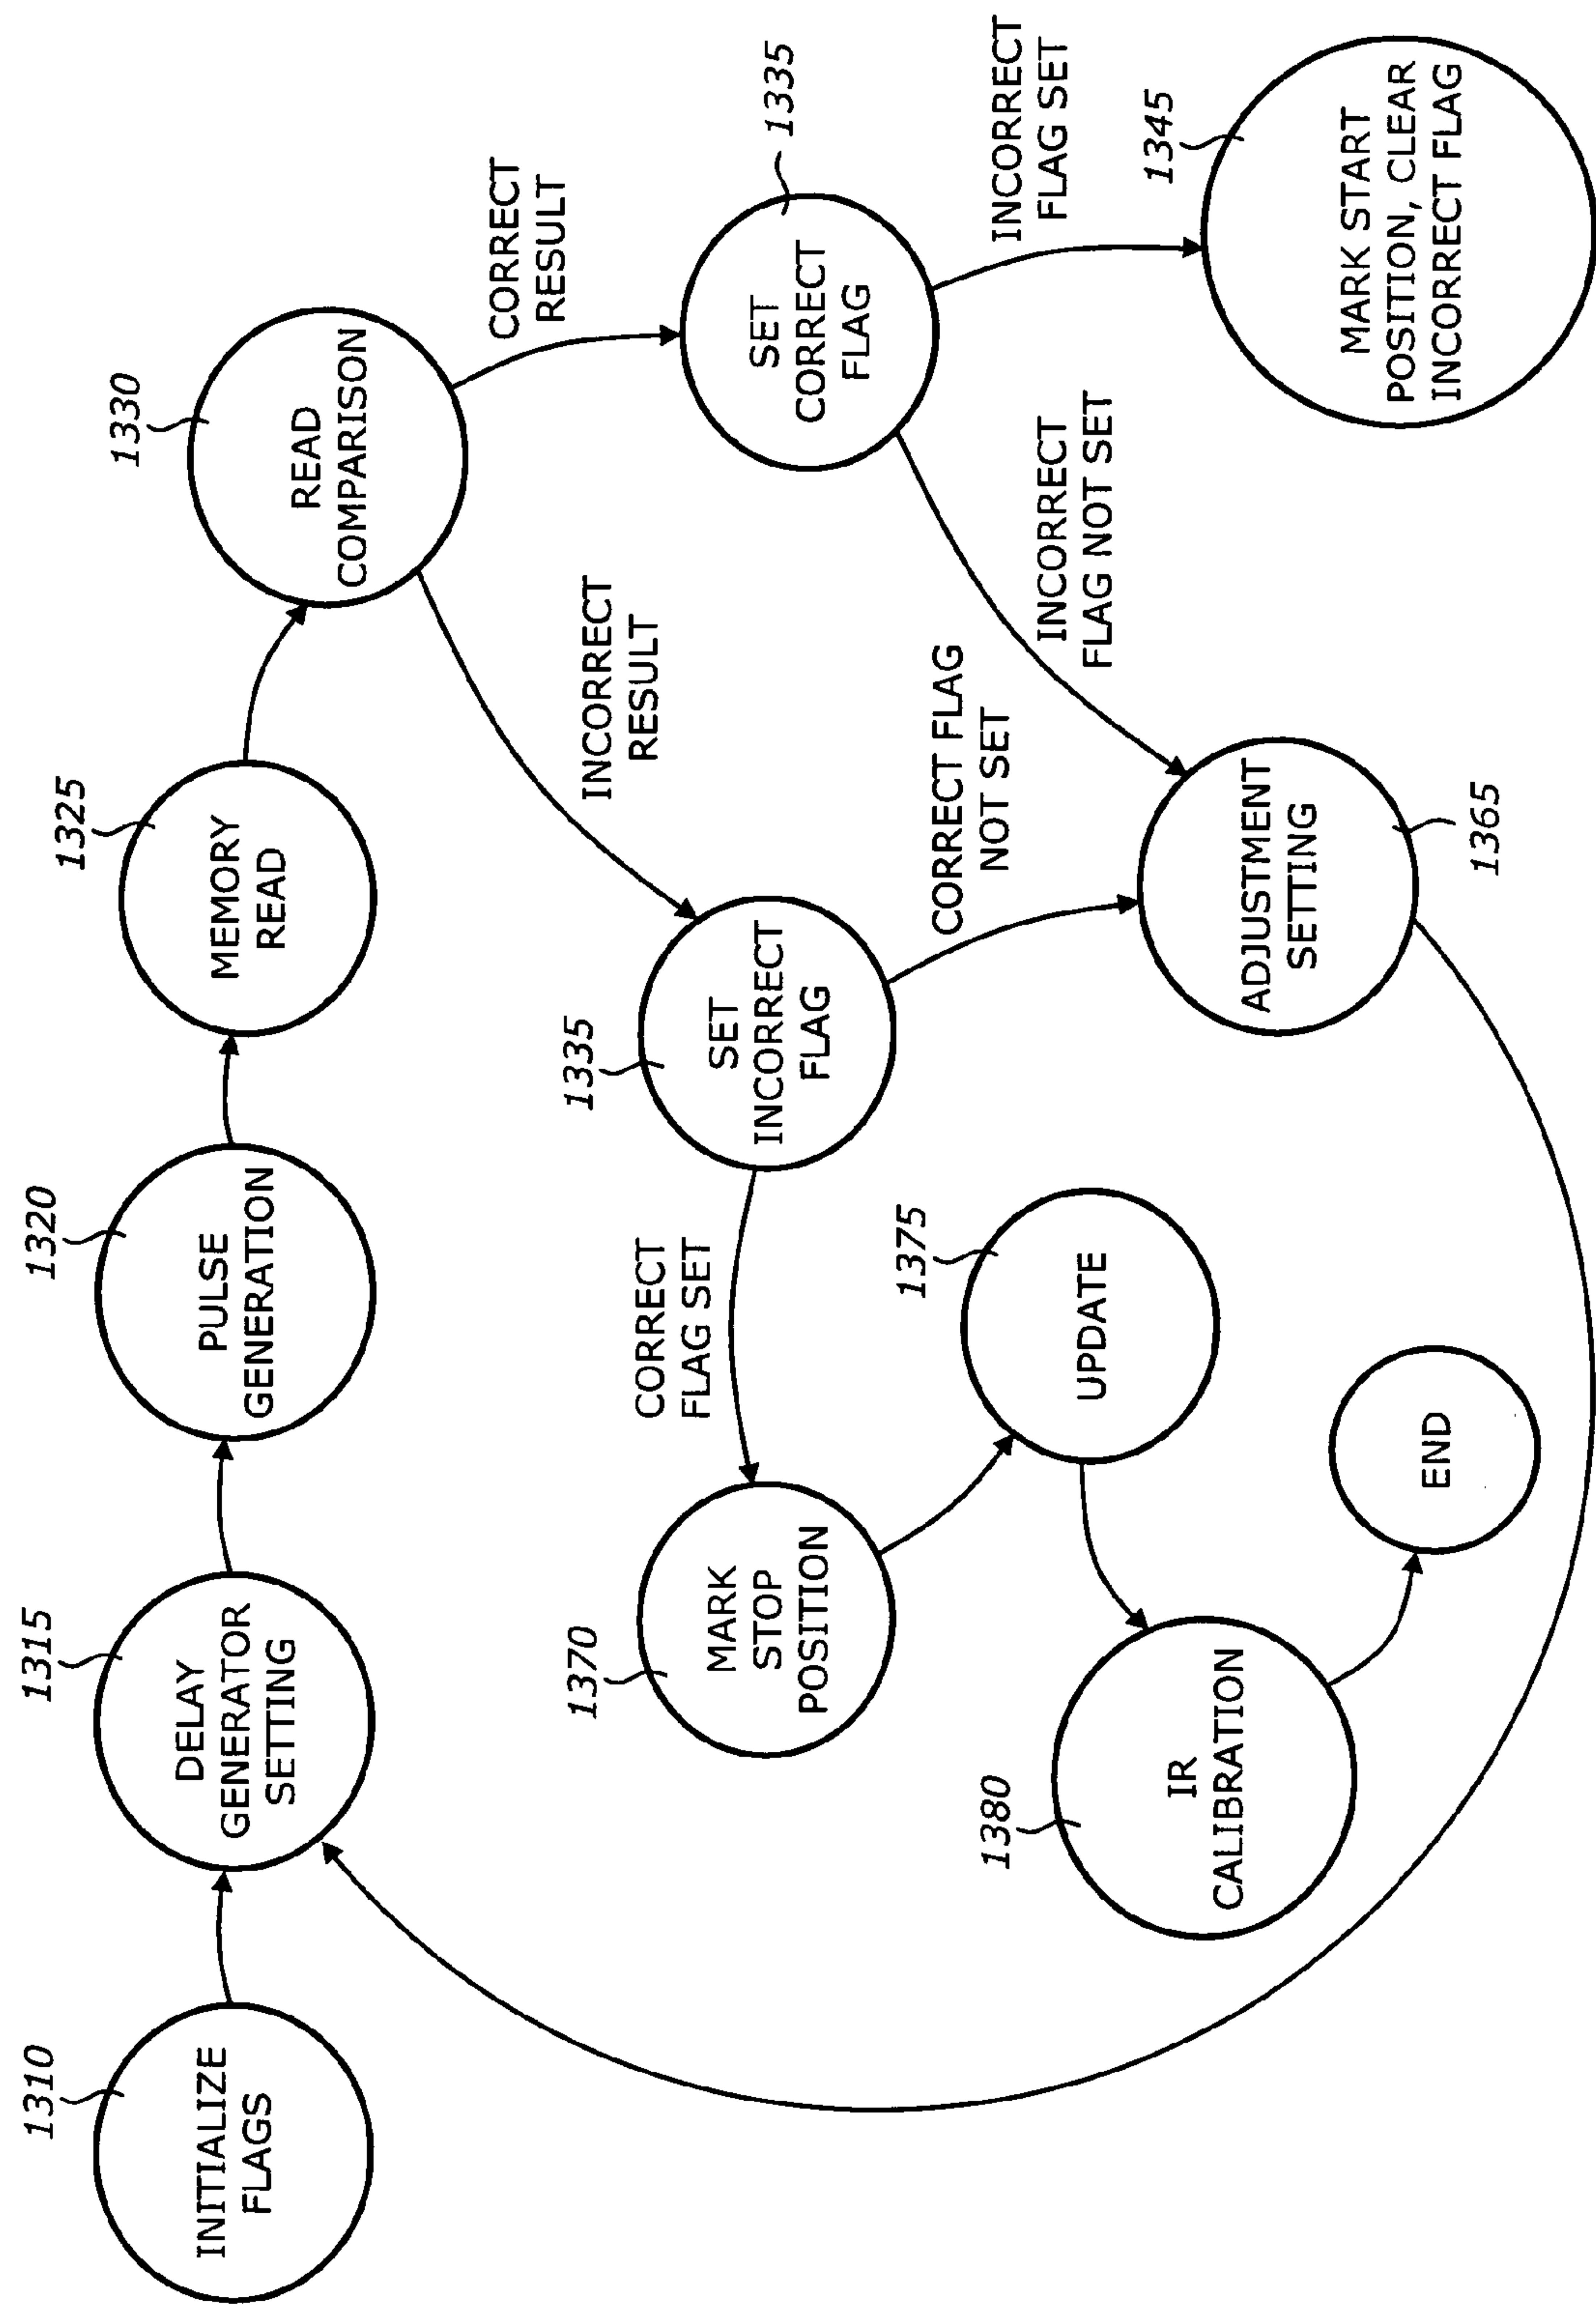 1310
INITIALIZE
FLAGS
1315
DELAY
GENERATOR
SETTING
1320
PULSE
GENERATION
1325
MEMORY
READ
1330
READ
COMPARISON
CORRECT
RESULT
INCORRECT
RESULT
1335
SET
CORRECT
FLAG
1335
SET
INCORRECT
FLAG
INCORRECT
FLAG SET
INCORRECT
FLAG NOT SET
1345
MARK START
POSITION, CLEAR
INCORRECT FLAG
CORRECT FLAG
NOT SET
CORRECT
FLAG SET
ADJUSTMENT
SETTING
1365
1370
MARK
STOP
POSITION
1375
UPDATE
1380
IR
CALIBRATION
END